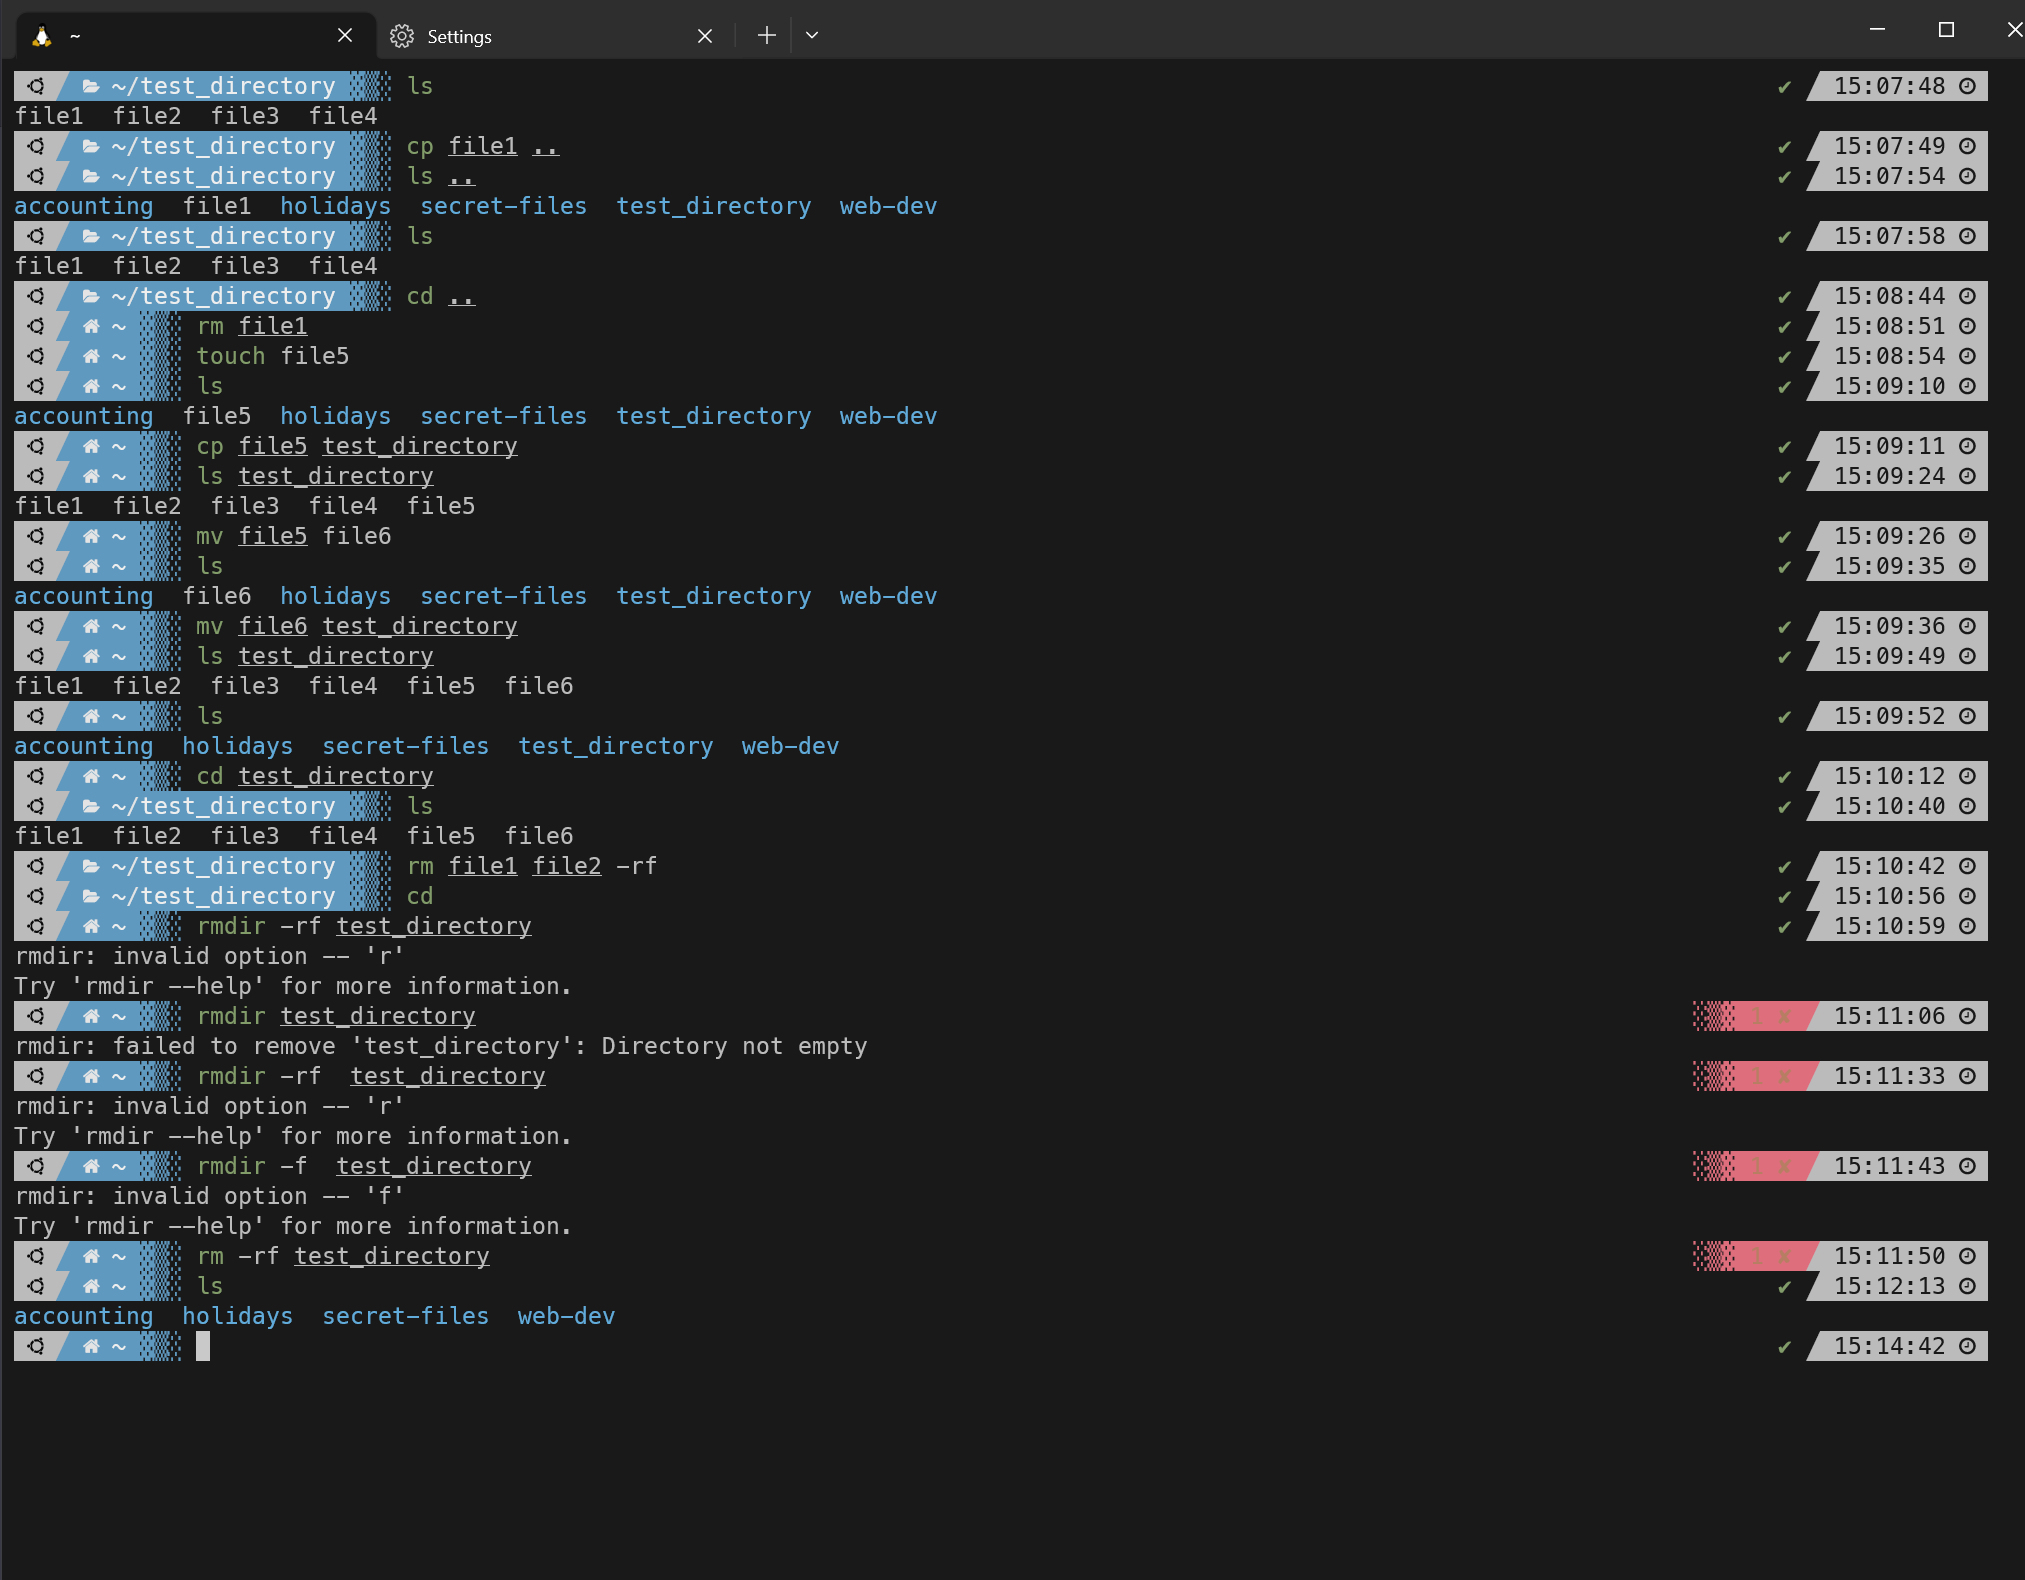 ~ Settings
~/test_directory ls ✔ 15:07:48
file1 file2 file3 file4
~/test_directory cp file1 .. ✔ 15:07:49
~/test_directory ls .. ✔ 15:07:54
accounting file1 holidays secret-files test_directory web-dev
~/test_directory ls ✔ 15:07:58
file1 file2 file3 file4
~/test_directory cd .. ✔ 15:08:44
~ rm file1 ✔ 15:08:51
~ touch file5 ✔ 15:08:54
~ ls ✔ 15:09:10
accounting file5 holidays secret-files test_directory web-dev
~ cp file5 test_directory ✔ 15:09:11
~ ls test_directory ✔ 15:09:24
file1 file2 file3 file4 file5
~ mv file5 file6 ✔ 15:09:26
~ ls ✔ 15:09:35
accounting file6 holidays secret-files test_directory web-dev
~ mv file6 test_directory ✔ 15:09:36
~ ls test_directory ✔ 15:09:49
file1 file2 file3 file4 file5 file6
~ ls ✔ 15:09:52
accounting holidays secret-files test_directory web-dev
~ cd test_directory ✔ 15:10:12
~/test_directory ls ✔ 15:10:40
file1 file2 file3 file4 file5 file6
~/test_directory rm file1 file2 -rf ✔ 15:10:42
~/test_directory cd ✔ 15:10:56
~ rmdir -rf test_directory ✔ 15:10:59
rmdir: invalid option -- 'r'
Try 'rmdir --help' for more information.
~ rmdir test_directory 1 ✘ 15:11:06
rmdir: failed to remove 'test_directory': Directory not empty
~ rmdir -rf test_directory 1 ✘ 15:11:33
rmdir: invalid option -- 'r'
Try 'rmdir --help' for more information.
~ rmdir -f test_directory 1 ✘ 15:11:43
rmdir: invalid option -- 'f'
Try 'rmdir --help' for more information.
~ rm -rf test_directory 1 ✘ 15:11:50
~ ls ✔ 15:12:13
accounting holidays secret-files web-dev
~ ✔ 15:14:42